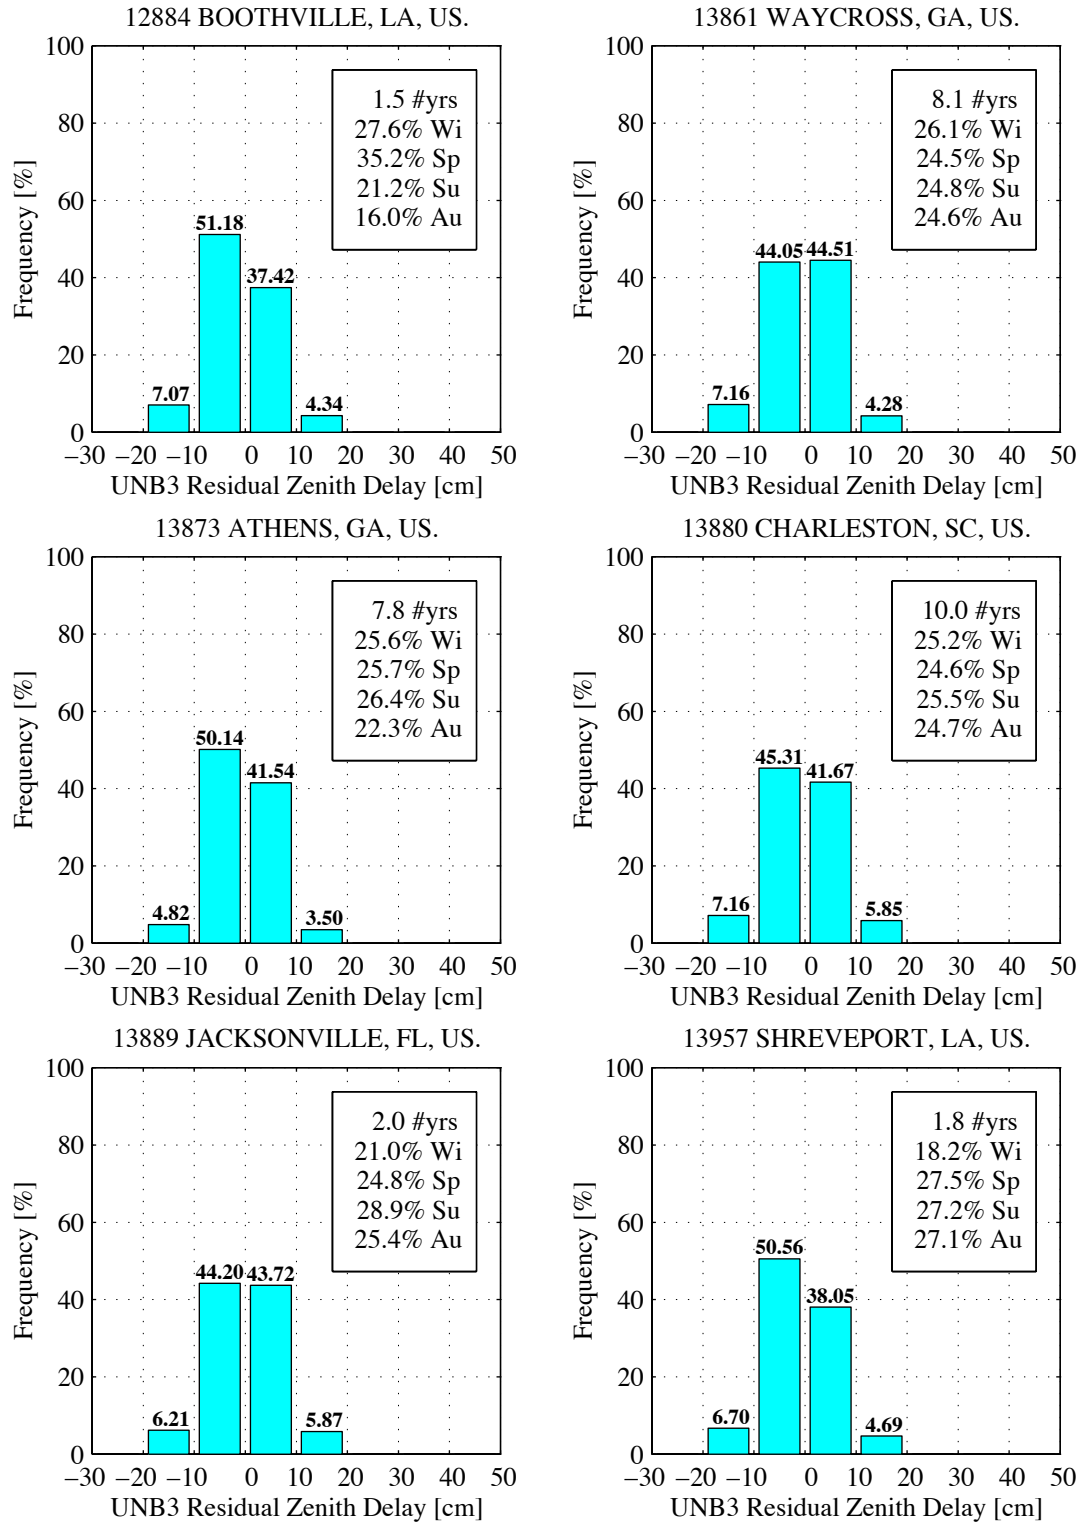 12884 BOOTHVILLE, LA, US.
100
80
60
40
20
0
Frequency [%]
1.5 #yrs
27.6% Wi
35.2% Sp
21.2% Su
16.0% Au
7.07
51.18
37.42
4.34
−30 −20 −10 0 10 20 30 40 50
UNB3 Residual Zenith Delay [cm]
13861 WAYCROSS, GA, US.
100
80
60
40
20
0
Frequency [%]
8.1 #yrs
26.1% Wi
24.5% Sp
24.8% Su
24.6% Au
7.16
44.05
44.51
4.28
−30 −20 −10 0 10 20 30 40 50
UNB3 Residual Zenith Delay [cm]
13873 ATHENS, GA, US.
100
80
60
40
20
0
Frequency [%]
7.8 #yrs
25.6% Wi
25.7% Sp
26.4% Su
22.3% Au
4.82
50.14
41.54
3.50
−30 −20 −10 0 10 20 30 40 50
UNB3 Residual Zenith Delay [cm]
13880 CHARLESTON, SC, US.
100
80
60
40
20
0
Frequency [%]
10.0 #yrs
25.2% Wi
24.6% Sp
25.5% Su
24.7% Au
7.16
45.31
41.67
5.85
−30 −20 −10 0 10 20 30 40 50
UNB3 Residual Zenith Delay [cm]
13889 JACKSONVILLE, FL, US.
100
80
60
40
20
0
Frequency [%]
2.0 #yrs
21.0% Wi
24.8% Sp
28.9% Su
25.4% Au
6.21
44.20
43.72
5.87
−30 −20 −10 0 10 20 30 40 50
UNB3 Residual Zenith Delay [cm]
13957 SHREVEPORT, LA, US.
100
80
60
40
20
0
Frequency [%]
1.8 #yrs
18.2% Wi
27.5% Sp
27.2% Su
27.1% Au
6.70
50.56
38.05
4.69
−30 −20 −10 0 10 20 30 40 50
UNB3 Residual Zenith Delay [cm]